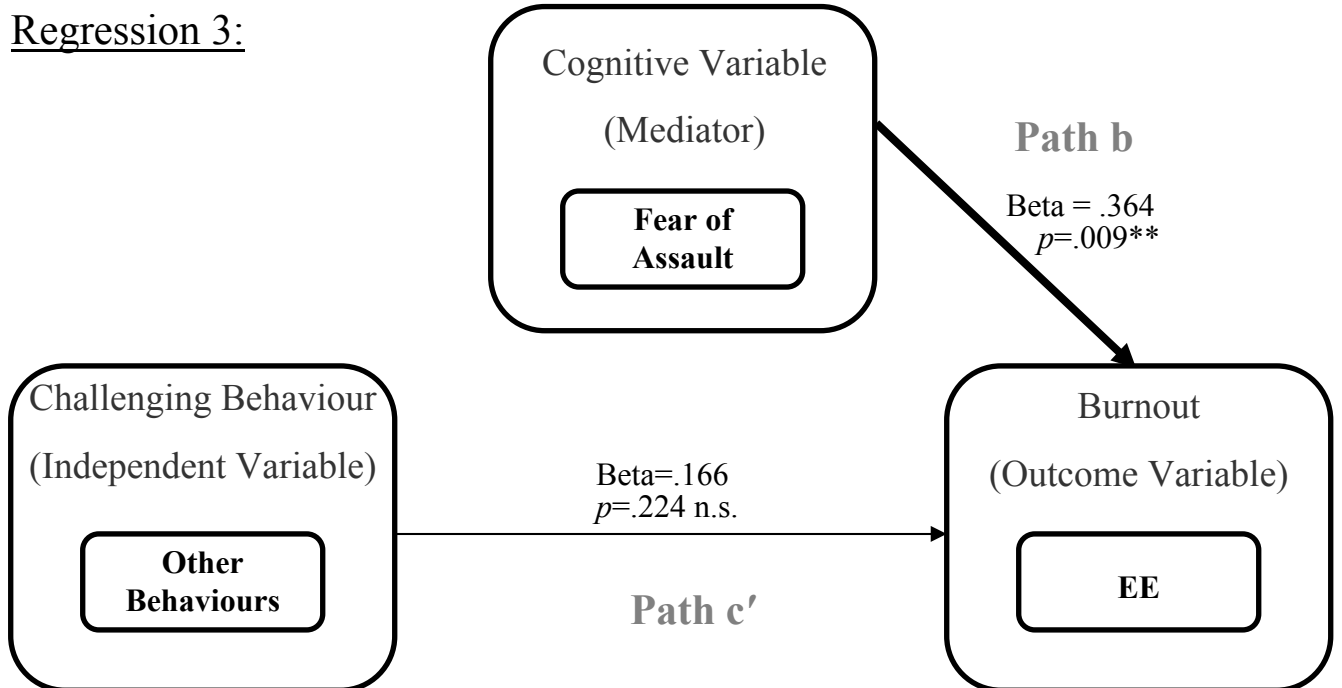 Regression 3:
Cognitive Variable
(Mediator)
Fear of
Assault
Path b
Beta = .364
p=.009**
Challenging Behaviour
(Independent Variable)
Other
Behaviours
Beta=.166
p=.224 n.s.
Path c′
Burnout
(Outcome Variable)
EE